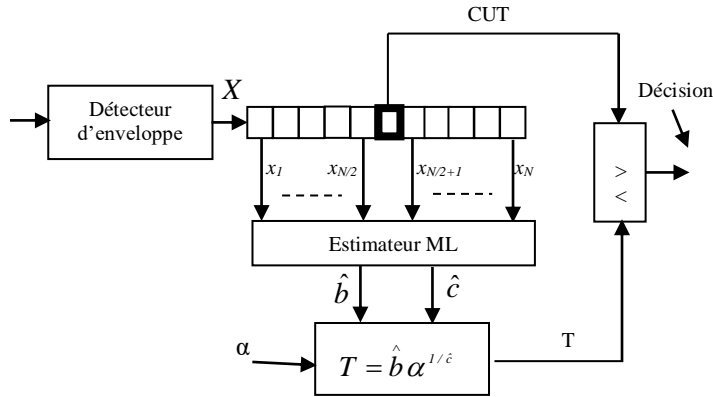 CUT
Détecteur
d'enveloppe
X
Décision
x1 xN/2 xN/2+1 xN
>
<
Estimateur ML
b̂ ĉ
α
T = b̂ α^1/ĉ
T